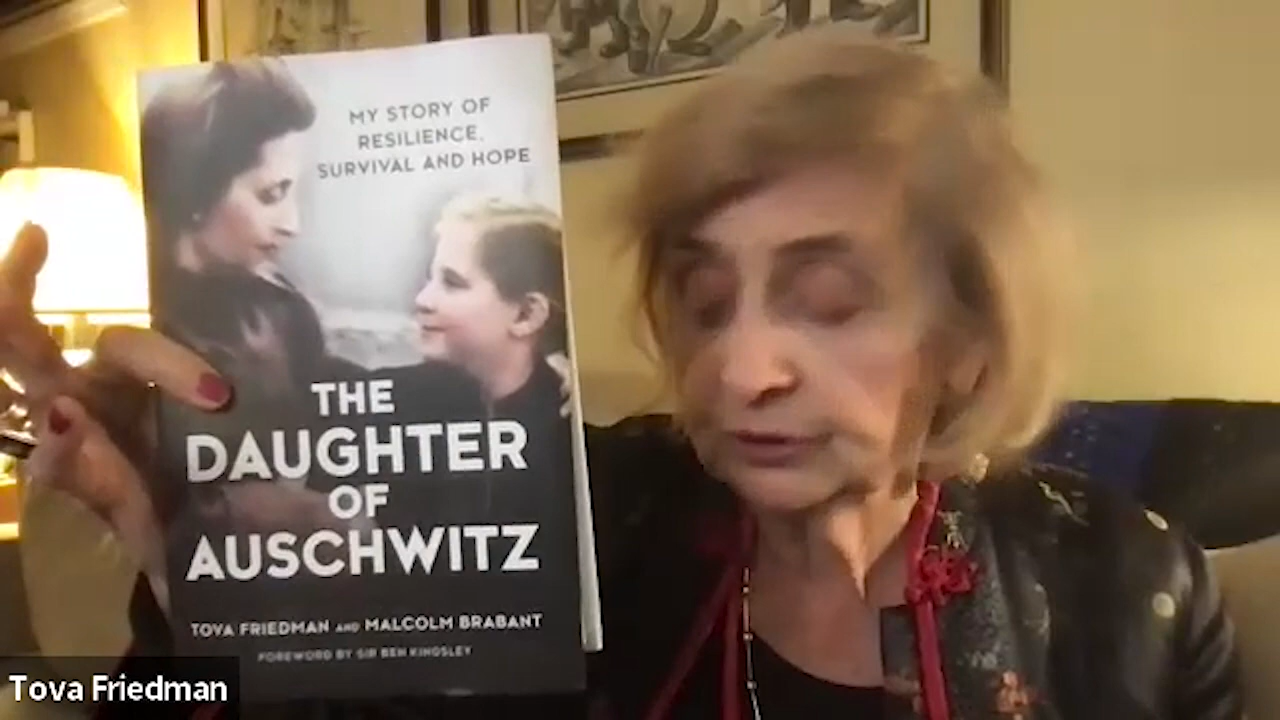 MY STORY OF
RESILIENCE,
SURVIVAL AND HOPE
THE
DAUGHTER
OF
AUSCHWITZ
TOVA FRIEDMAN AND MALCOLM BRABANT
FOREWORD BY SIR BEN KINGSLEY
Tova Friedman